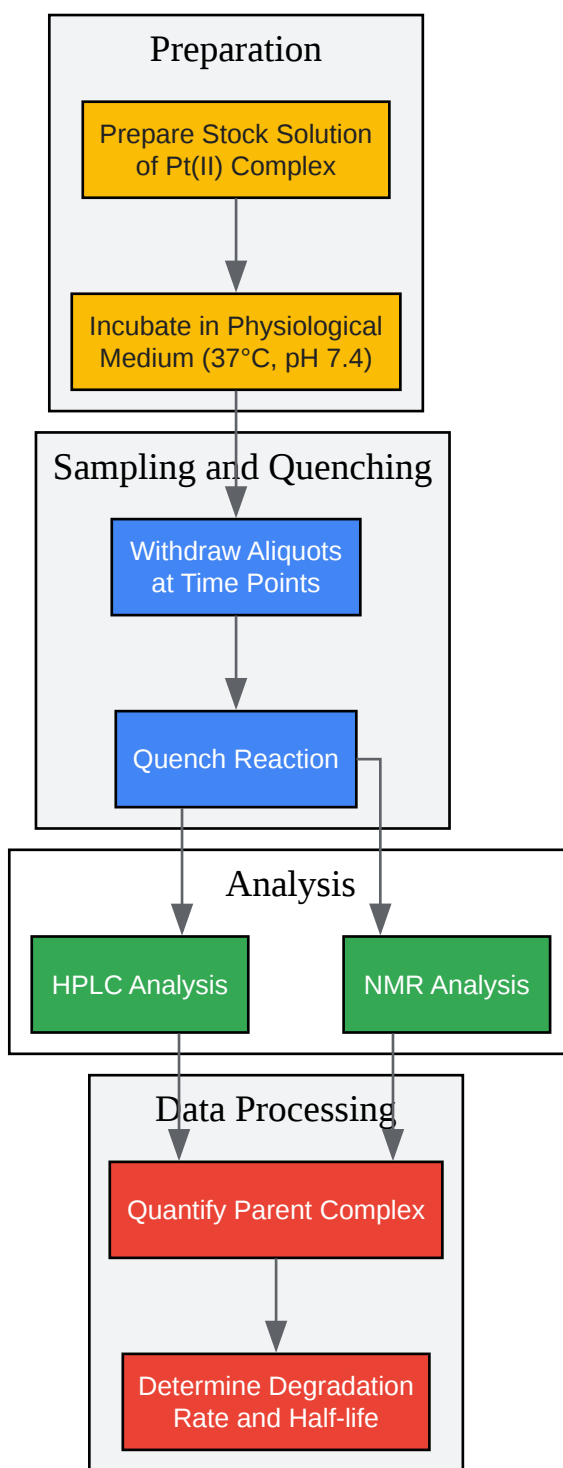 Preparation
Prepare Stock Solution
of Pt(II) Complex
Incubate in Physiological
Medium (37°C, pH 7.4)
Sampling and Quenching
Withdraw Aliquots
at Time Points
Quench Reaction
Analysis
HPLC Analysis
NMR Analysis
Data Processing
Quantify Parent Complex
Determine Degradation
Rate and Half-life